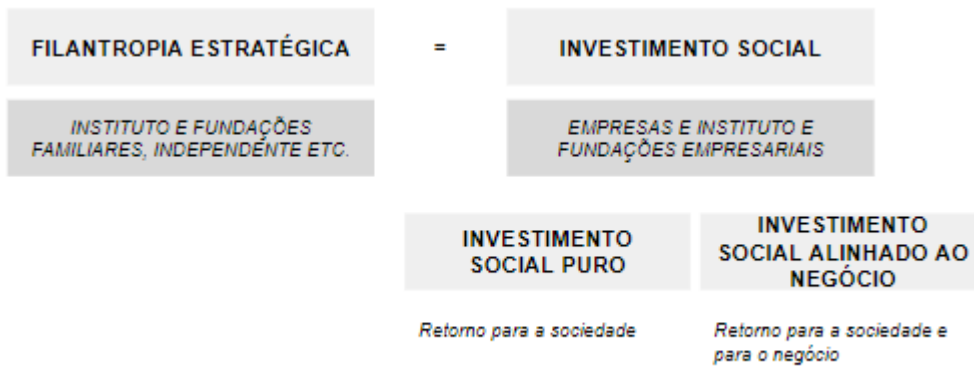 FILANTROPIA ESTRATÉGICA
=
INVESTIMENTO SOCIAL
INSTITUTO E FUNDAÇÕES
FAMILIARES, INDEPENDENTE ETC.
EMPRESAS E INSTITUTO E
FUNDAÇÕES EMPRESARIAIS
INVESTIMENTO
SOCIAL PURO
INVESTIMENTO
SOCIAL ALINHADO AO
NEGÓCIO
Retorno para a sociedade
Retorno para a sociedade e
para o negócio